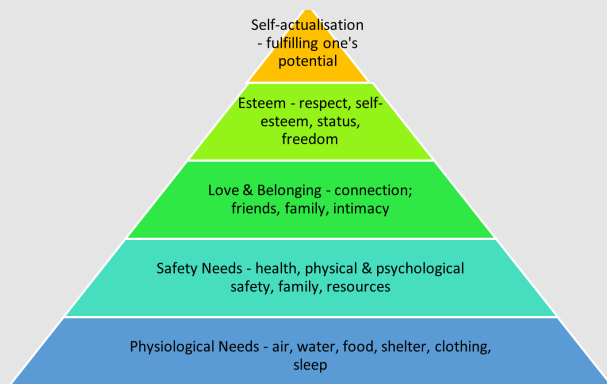 Self-actualisation
- fulfilling one's
potential
Esteem - respect, self-
esteem, status,
freedom
Love & Belonging - connection;
friends, family, intimacy
Safety Needs - health, physical & psychological
safety, family, resources
Physiological Needs - air, water, food, shelter, clothing,
sleep